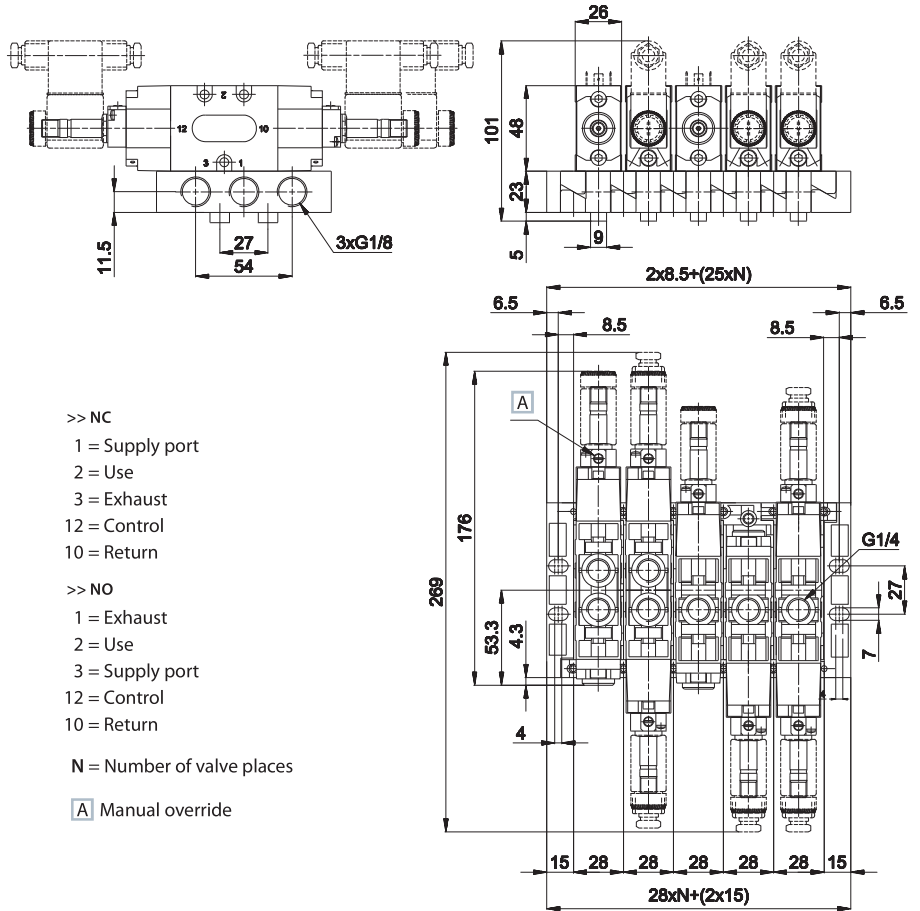 2
12
10
3
1
11.5
27
54
3xG1/8
26
101
48
23
5
9
2x8.5+(25xN)
6.5
6.5
8.5
8.5
A
176
269
53.3
4.3
4
G1/4
27
7
15
28
28
28
28
28
15
28xN+(2x15)
>> NC
1 = Supply port
2 = Use
3 = Exhaust
12 = Control
10 = Return
>> NO
1 = Exhaust
2 = Use
3 = Supply port
12 = Control
10 = Return
N = Number of valve places
A Manual override